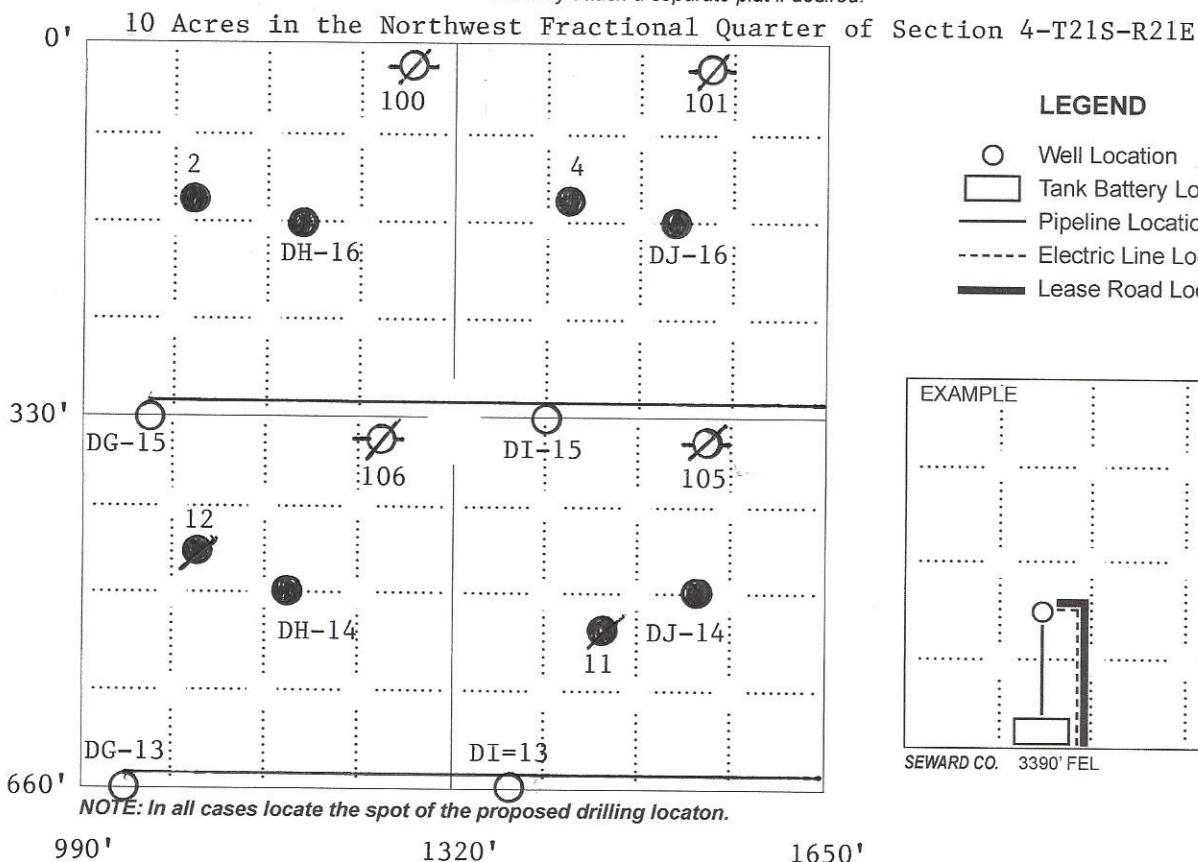 10 Acres in the Northwest Fractional Quarter of Section 4-T21S-R21E
0'
100
101
2
4
DH-16
DJ-16
330'
DG-15
DI-15
106
105
12
DH-14
DJ-14
11
DG-13
DI=13
660'
NOTE: In all cases locate the spot of the proposed drilling locaton.
990'
1320'
1650'
LEGEND
Well Location
Tank Battery Lo
Pipeline Locatio
Electric Line Lo
Lease Road Lo
EXAMPLE
SEWARD CO. 3390' FEL